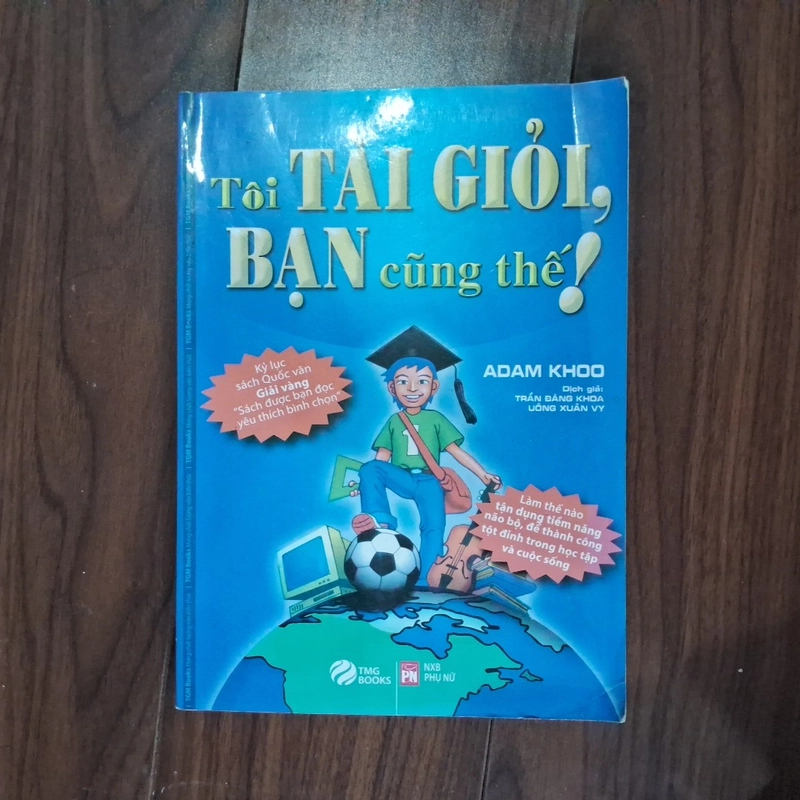 Tôi TÀI GIỎI,
BẠN cũng thế!
ADAM KHOO
Dịch giả:
TRẦN ĐĂNG KHOA
UÔNG XUÂN VY
Kỷ lục
sách Quốc văn
Giải vàng
"Sách được bạn đọc
yêu thích bình chọn"
1
Làm thế nào
tận dụng tiềm năng
não bộ, để thành công
tột đỉnh trong học tập
và cuộc sống
TMG
BOOKS
PN
NXB
PHỤ NỮ